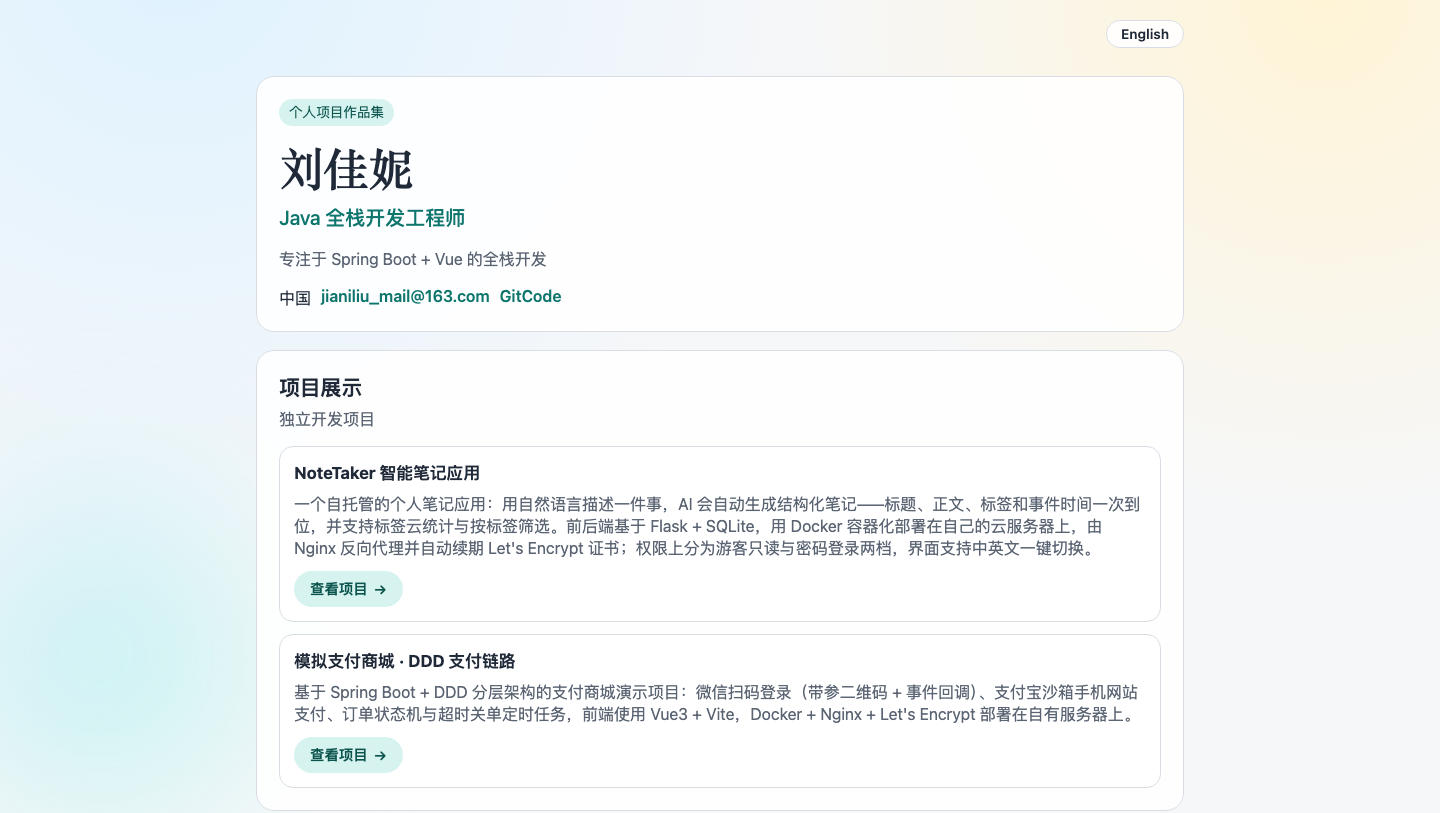 English
个人项目作品集
刘佳妮
Java 全栈开发工程师
专注于 Spring Boot + Vue 的全栈开发
中国 jianiliu_mail@163.com GitCode
项目展示
独立开发项目
NoteTaker 智能笔记应用
一个自托管的个人笔记应用：用自然语言描述一件事，AI 会自动生成结构化笔记——标题、正文、标签和事件时间一次到
位，并支持标签云统计与按标签筛选。前后端基于 Flask + SQLite，用 Docker 容器化部署在自己的云服务器上，由
Nginx 反向代理并自动续期 Let's Encrypt 证书；权限上分为游客只读与密码登录两档，界面支持中英文一键切换。
查看项目 →
模拟支付商城 · DDD 支付链路
基于 Spring Boot + DDD 分层架构的支付商城演示项目：微信扫码登录（带参二维码 + 事件回调）、支付宝沙箱手机网站
支付、订单状态机与超时关单定时任务，前端使用 Vue3 + Vite，Docker + Nginx + Let's Encrypt 部署在自有服务器上。
查看项目 →